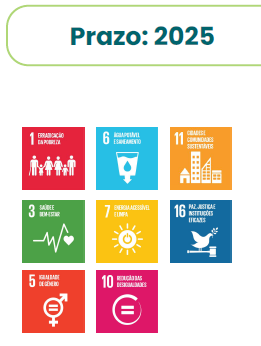 Prazo: 2025
1 ERRADICAÇÃO
DA POBREZA
6 ÁGUA POTÁVEL
E SANEAMENTO
11 CIDADES E
COMUNIDADES
SUSTENTÁVEIS
3 SAÚDE E
BEM-ESTAR
7 ENERGIA ACESSÍVEL
E LIMPA
16 PAZ, JUSTIÇA E
INSTITUIÇÕES
EFICAZES
5 IGUALDADE
DE GÊNERO
10 REDUÇÃO DAS
DESIGUALDADES